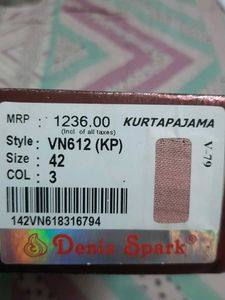 MRP : 1236.00 KURTAPAJAMA
(Incl of all taxes)
Style : VN612 (KP)
Size : 42
COL : 3
V-79
142VN618316794
Denis Spark